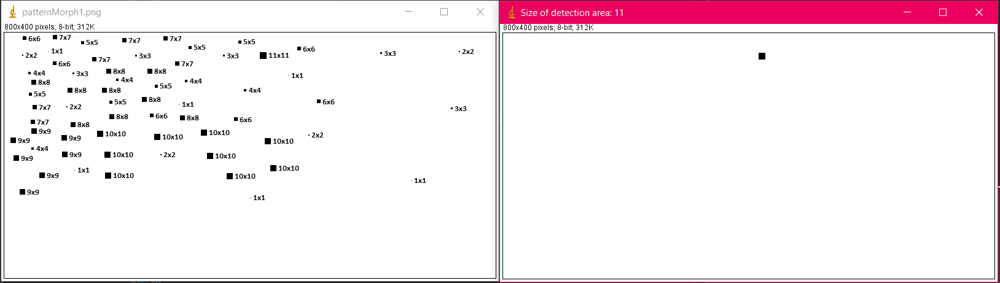 patternMorph1.png
800x400 pixels; 8-bit; 312K
6x6 7x7 5x5 7x7 7x7 5x5
5x5 6x6
2x2 1x1 7x7 3x3 3x3 11x11 3x3 2x2
6x6 7x7
4x4 3x3 8x8 8x8 1x1
8x8 4x4 5x5 4x4
5x5 8x8 8x8 4x4
7x7 2x2 5x5 8x8 1x1 6x6 3x3
7x7 8x8 8x8 6x6 8x8 6x6
9x9 10x10 10x10 2x2
9x9 9x9 10x10 10x10
4x4
9x9 9x9 10x10 2x2 10x10
1x1 10x10
9x9 10x10 10x10 1x1
9x9 1x1
Size of detection area: 11
800x400 pixels; 8-bit; 312K